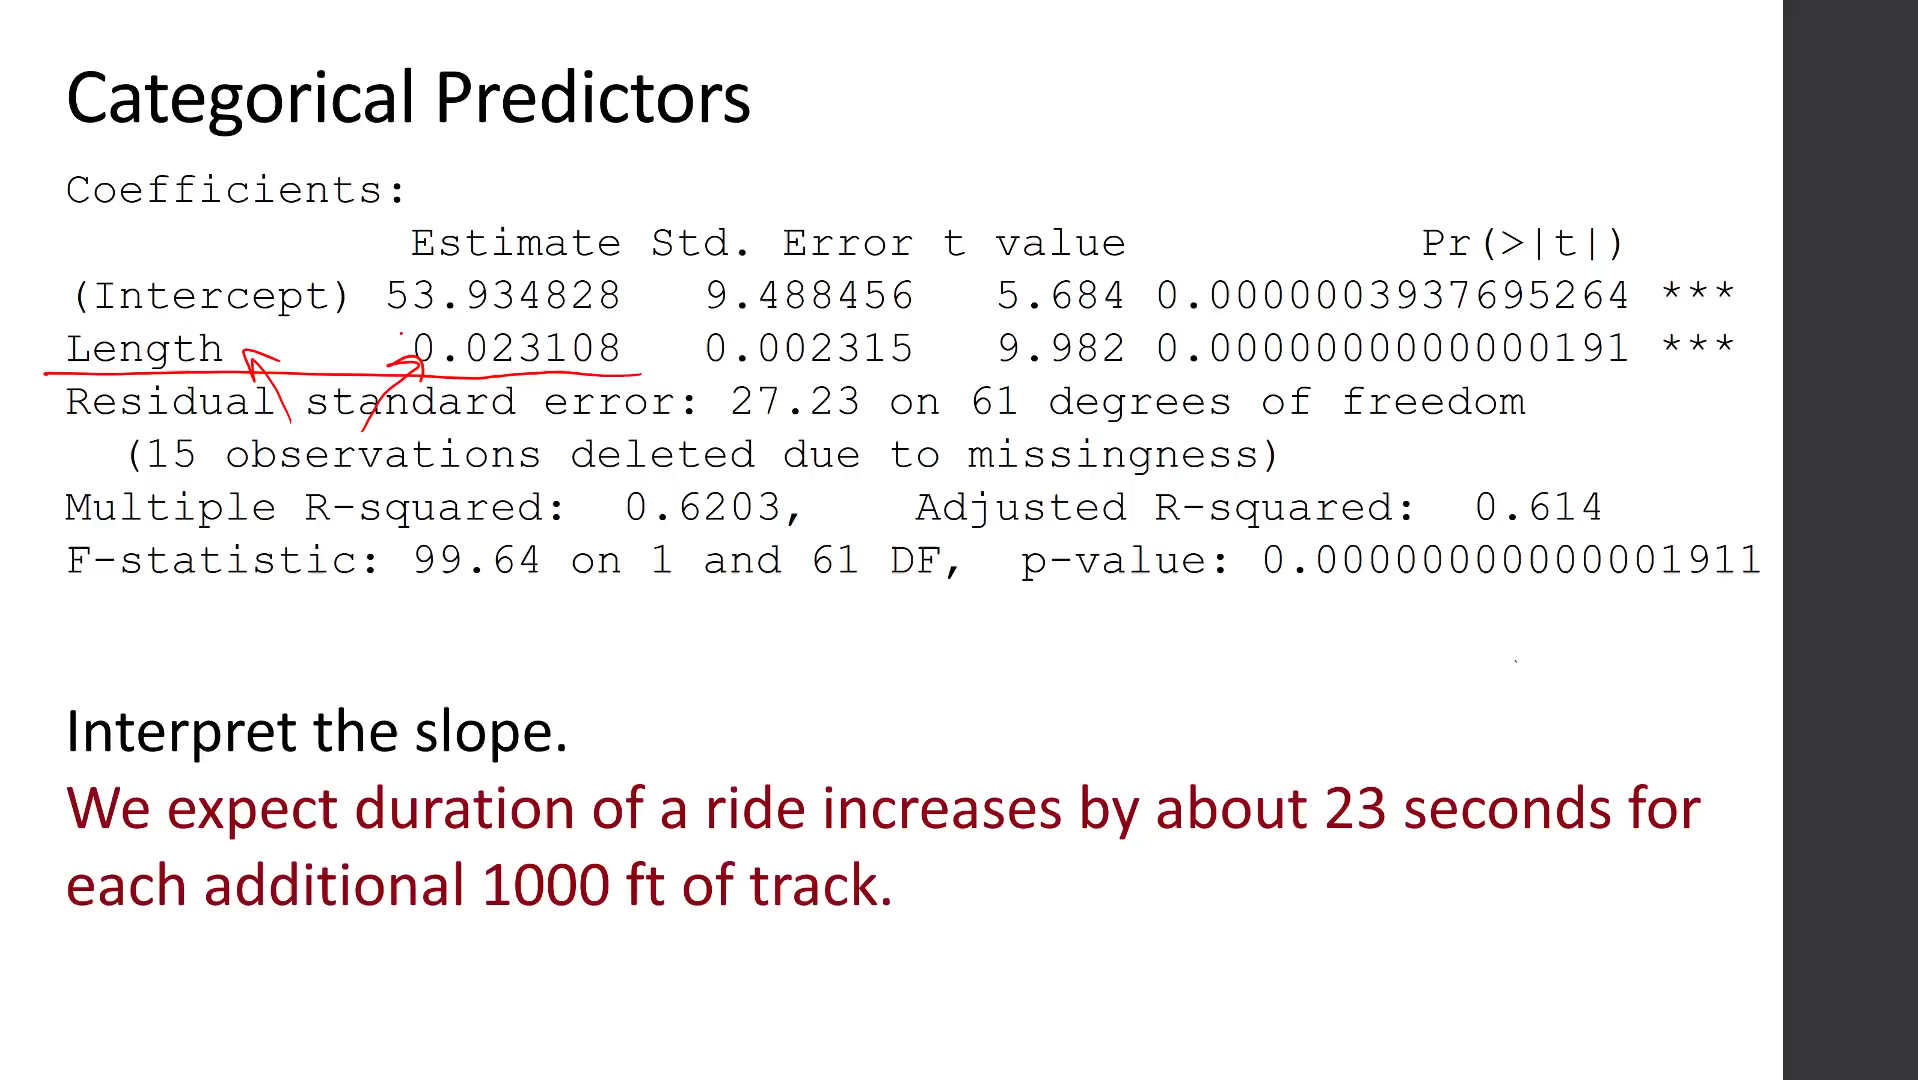 Categorical Predictors
Coefficients:
Estimate Std. Error t value Pr(>|t|)
(Intercept) 53.934828 9.488456 5.684 0.0000003937695264 ***
Length 0.023108 0.002315 9.982 0.0000000000000191 ***
Residual standard error: 27.23 on 61 degrees of freedom
(15 observations deleted due to missingness)
Multiple R-squared: 0.6203, Adjusted R-squared: 0.614
F-statistic: 99.64 on 1 and 61 DF, p-value: 0.00000000000001911
Interpret the slope.
We expect duration of a ride increases by about 23 seconds for
each additional 1000 ft of track.